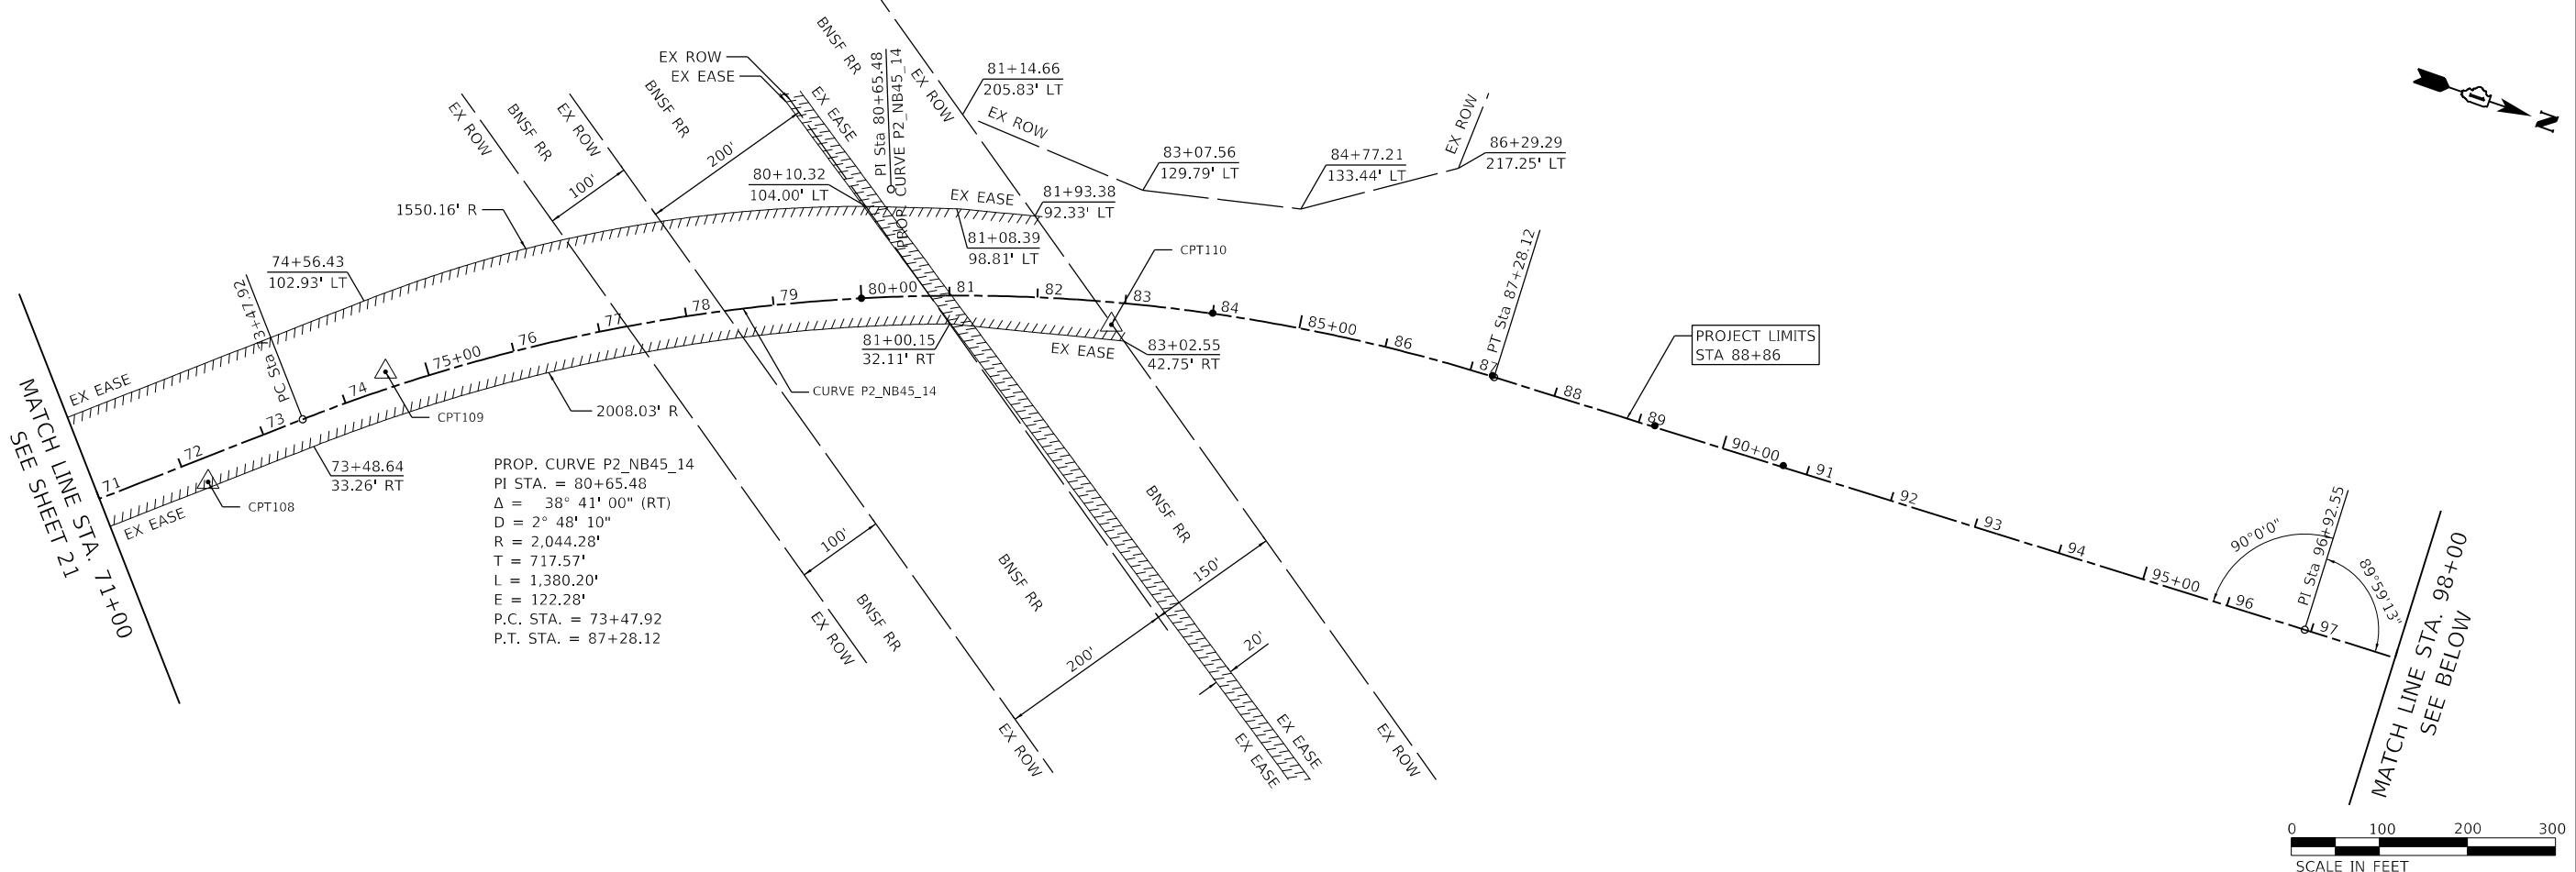 EX ROW
EX EASE
BNSF RR
EX EASE
PI Sta 80+65.48
PROP. CURVE P2_NB45_14
EX ROW
81+14.66
205.83' LT
EX ROW
83+07.56
129.79' LT
84+77.21
133.44' LT
EX ROW
86+29.29
217.25' LT
N
EX ROW
BNSF RR
EX ROW
BNSF RR
100'
200'
80+10.32
104.00' LT
EX EASE
81+93.38
92.33' LT
1550.16' R
81+08.39
98.81' LT
CPT110
74+56.43
102.93' LT
PC Sta 73+47.92
PT Sta 87+28.12
MATCH LINE STA. 71+00
SEE SHEET 21
EX EASE
71
72
73
74
75+00
76
77
78
79
80+00
81
82
83
84
85+00
86
87
88
89
90+00
91
92
93
94
95+00
96
97
EX EASE
CPT108
CPT109
73+48.64
33.26' RT
2008.03' R
CURVE P2_NB45_14
81+00.15
32.11' RT
EX EASE
83+02.55
42.75' RT
PROJECT LIMITS
STA 88+86
PROP. CURVE P2_NB45_14
PI STA. = 80+65.48
Δ = 38° 41' 00" (RT)
D = 2° 48' 10"
R = 2,044.28'
T = 717.57'
L = 1,380.20'
E = 122.28'
P.C. STA. = 73+47.92
P.T. STA. = 87+28.12
100'
EX ROW
BNSF RR
BNSF RR
BNSF RR
150'
200'
20'
EX ROW
EX EASE
EX EASE
EX ROW
90°0'0"
PI Sta 96+92.55
89°59'13"
MATCH LINE STA. 98+00
SEE BELOW
0 100 200 300
SCALE IN FEET